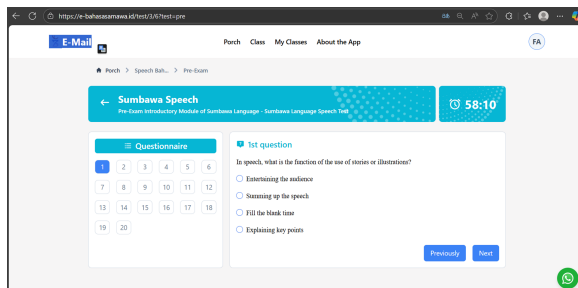 https://e-bahasasamawa.id/test/3/6?test=pre
E-Mail
Porch Class My Classes About the App
FA
Porch > Speech Bah... > Pre-Exam
Sumbawa Speech
Pre-Exam Introductory Module of Sumbawa Language - Sumbawa Language Speech Test
58:10
Questionnaire
1 2 3 4 5 6
7 8 9 10 11 12
13 14 15 16 17 18
19 20
1st question
In speech, what is the function of the use of stories or illustrations?
Entertaining the audience
Summing up the speech
Fill the blank time
Explaining key points
Previously Next